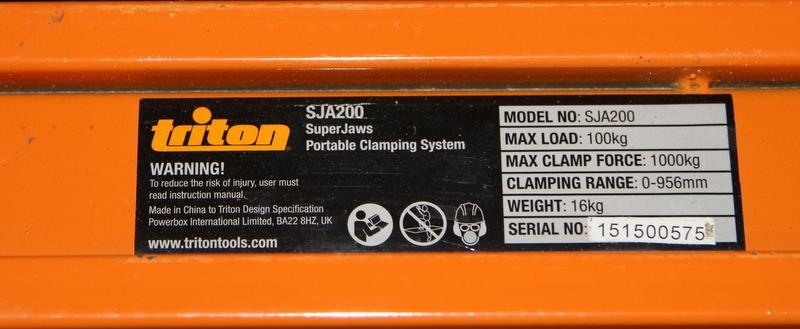 triton
SJA200
SuperJaws
Portable Clamping System
WARNING!
To reduce the risk of injury, user must
read instruction manual.
Made in China to Triton Design Specification
Powerbox International Limited, BA22 8HZ, UK
www.tritontools.com
MODEL NO: SJA200
MAX LOAD: 100kg
MAX CLAMP FORCE: 1000kg
CLAMPING RANGE: 0-956mm
WEIGHT: 16kg
SERIAL NO: 151500575